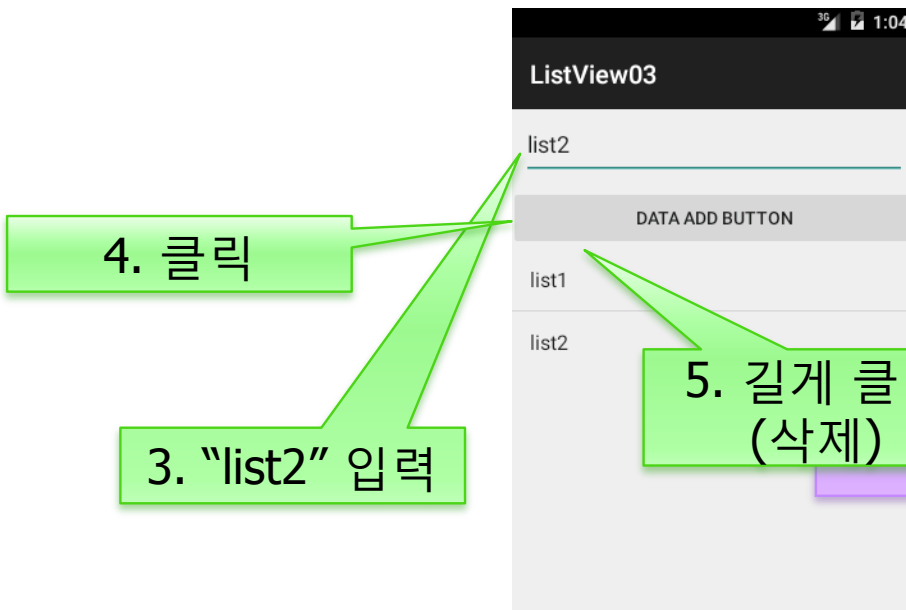 3G 1:04
ListView03
list2
DATA ADD BUTTON
4. 클릭
list1
list2
5. 길게 클
(삭제)
3. “list2” 입력